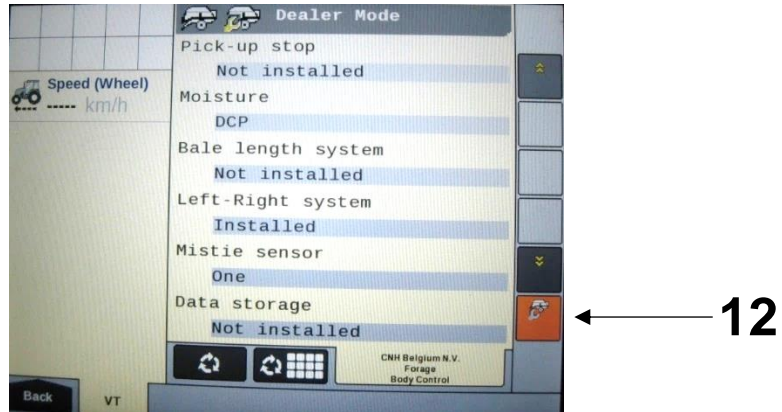 Dealer Mode
Pick-up stop
Not installed
Speed (Wheel)
----- km/h
Moisture
DCP
Bale length system
Not installed
Left-Right system
Installed
Mistie sensor
One
Data storage
Not installed
12
CNH Belgium N.V.
Forage
Body Control
Back
VT